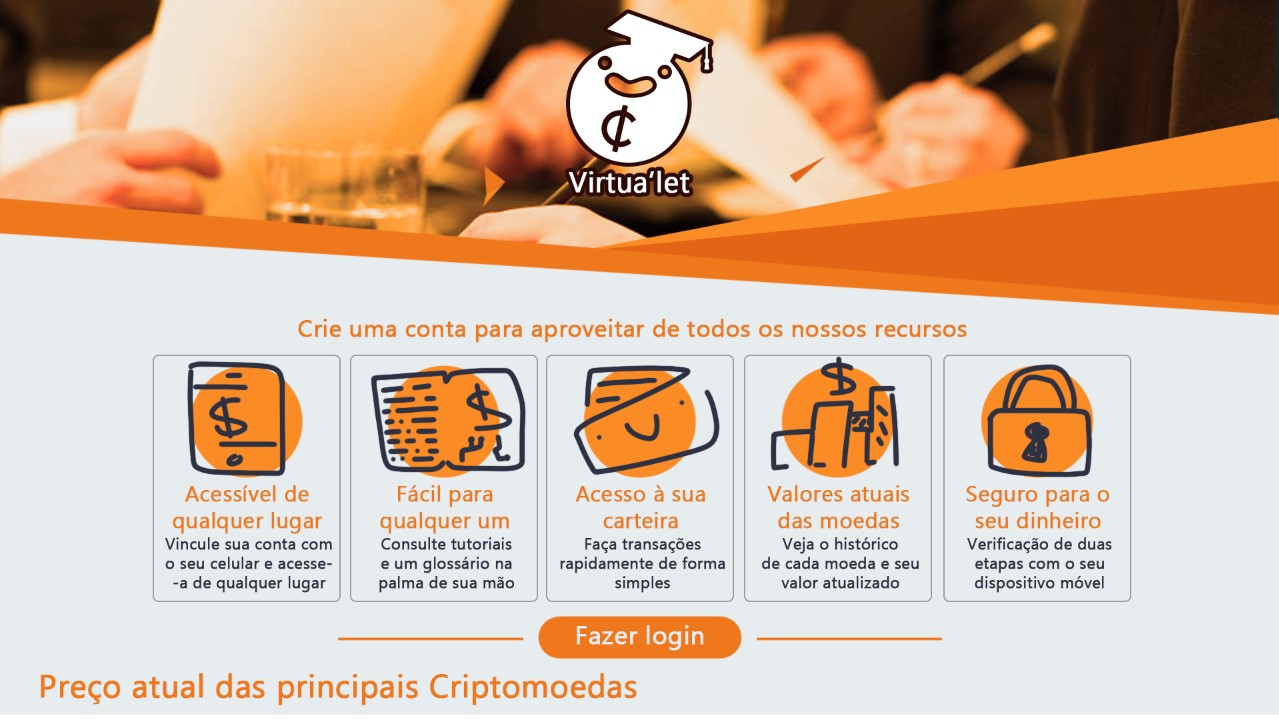 ¢
Virtua'let
Crie uma conta para aproveitar de todos os nossos recursos
$
Acessível de
qualquer lugar
Vincule sua conta com
o seu celular e acesse-
-a de qualquer lugar
$
Fácil para
qualquer um
Consulte tutoriais
e um glossário na
palma de sua mão
Acesso à sua
carteira
Faça transações
rapidamente de forma
simples
$
Valores atuais
das moedas
Veja o histórico
de cada moeda e seu
valor atualizado
Seguro para o
seu dinheiro
Verificação de duas
etapas com o seu
dispositivo móvel
Fazer login
Preço atual das principais Criptomoedas